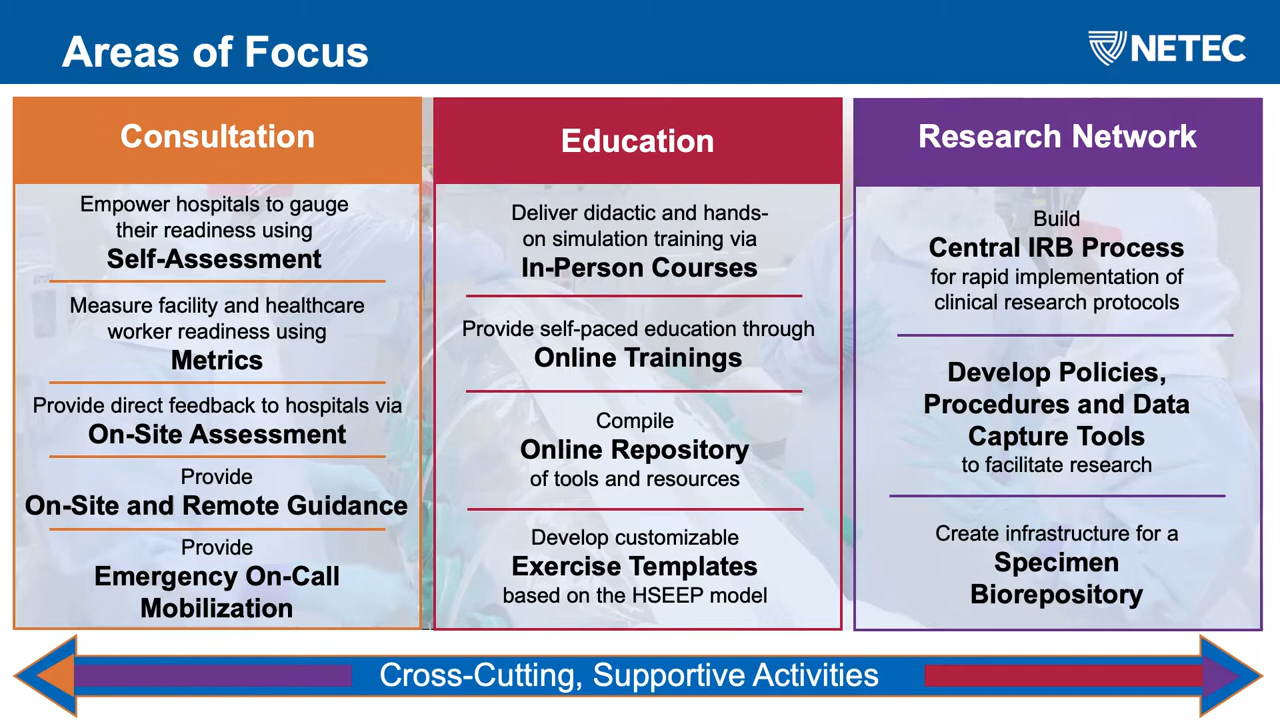 Areas of Focus
NETEC
Consultation
Empower hospitals to gauge
their readiness using
Self-Assessment
Measure facility and healthcare
worker readiness using
Metrics
Provide direct feedback to hospitals via
On-Site Assessment
Provide
On-Site and Remote Guidance
Provide
Emergency On-Call
Mobilization
Education
Deliver didactic and hands-
on simulation training via
In-Person Courses
Provide self-paced education through
Online Trainings
Compile
Online Repository
of tools and resources
Develop customizable
Exercise Templates
based on the HSEEP model
Research Network
Build
Central IRB Process
for rapid implementation of
clinical research protocols
Develop Policies,
Procedures and Data
Capture Tools
to facilitate research
Create infrastructure for a
Specimen
Biorepository
Cross-Cutting, Supportive Activities